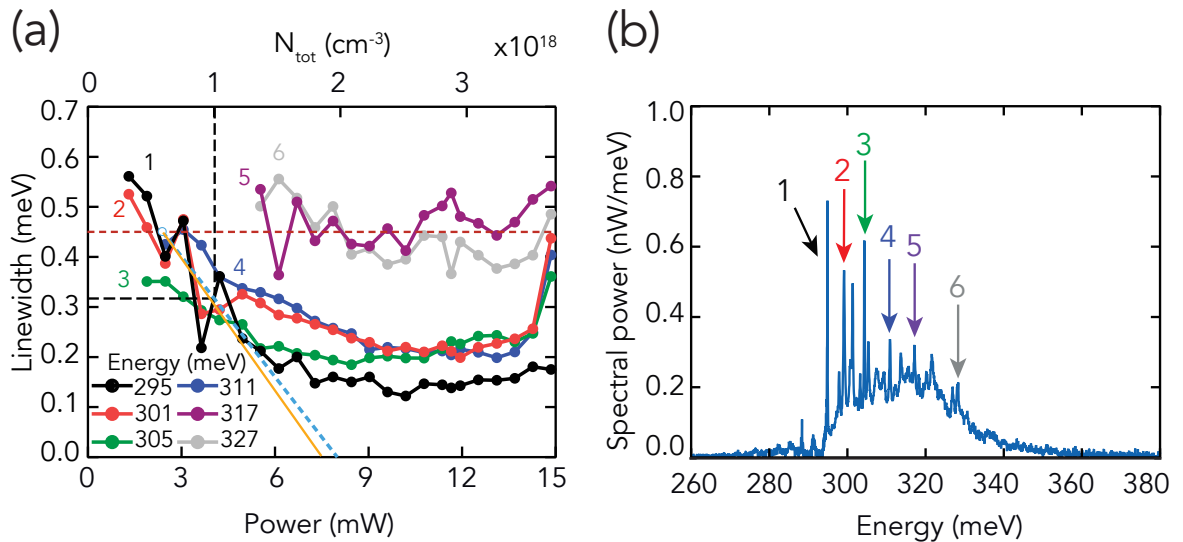 (a)
N_tot (cm⁻³)
x10¹⁸
0 1 2 3
Linewidth (meV)
0.7
0.6
0.5
0.4
0.3
0.2
0.1
0.0
1
2
3
4
5
6
Energy (meV)
295 311
301 317
305 327
0 3 6 9 12 15
Power (mW)
(b)
Spectral power (nW/meV)
1.0
0.8
0.6
0.4
0.2
0.0
1
2
3
4
5
6
260 280 300 320 340 360 380
Energy (meV)